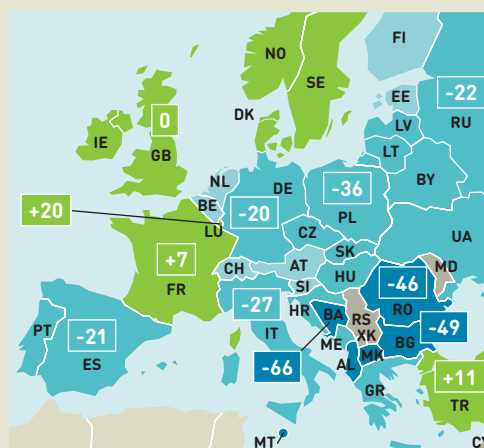 NO
FI
SE
DK
EE
-22
LV
RU
0
IE
LT
GB
BY
NL
DE
-36
BE
+20
-20
PL
LU
CZ
UA
SK
+7
CH
AT
HU
MD
FR
SI
-27
HR
-46
BA
RS
RO
PT
-21
IT
XK
-49
ME
BG
ES
-66
MK
AL
+11
GR
TR
MT
CY